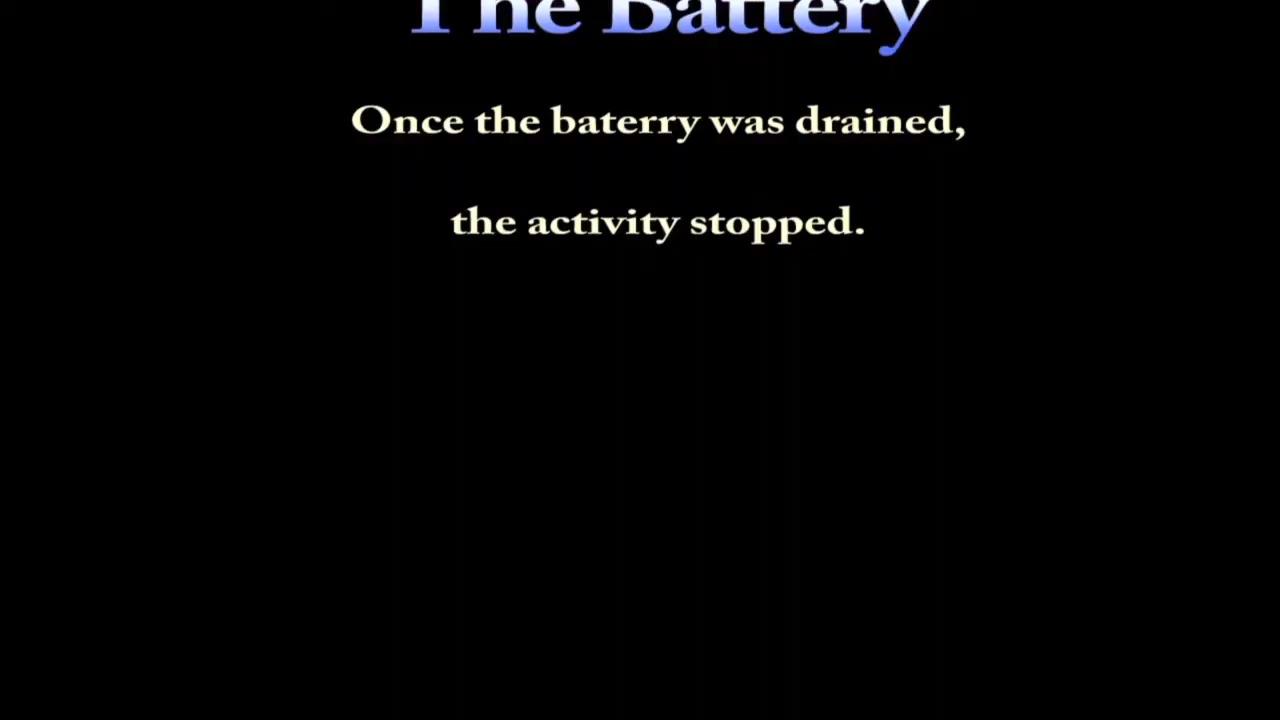 The Battery
Once the baterry was drained,
the activity stopped.